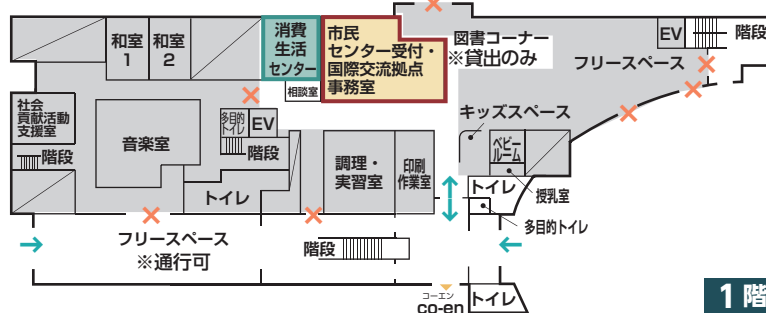 和室
1
和室
2
消費
生活
センター
市民
センター受付・
国際交流拠点
事務室
図書コーナー
※貸出のみ
EV
階段
フリースペース
相談室
キッズスペース
社会
貢献活動
支援室
音楽室
多目的
トイレ
EV
階段
階段
調理・
実習室
印刷
作業室
ベビー
ルーム
トイレ
トイレ
授乳室
多目的トイレ
フリースペース
※通行可
階段
コーエン
co-en
トイレ
1階